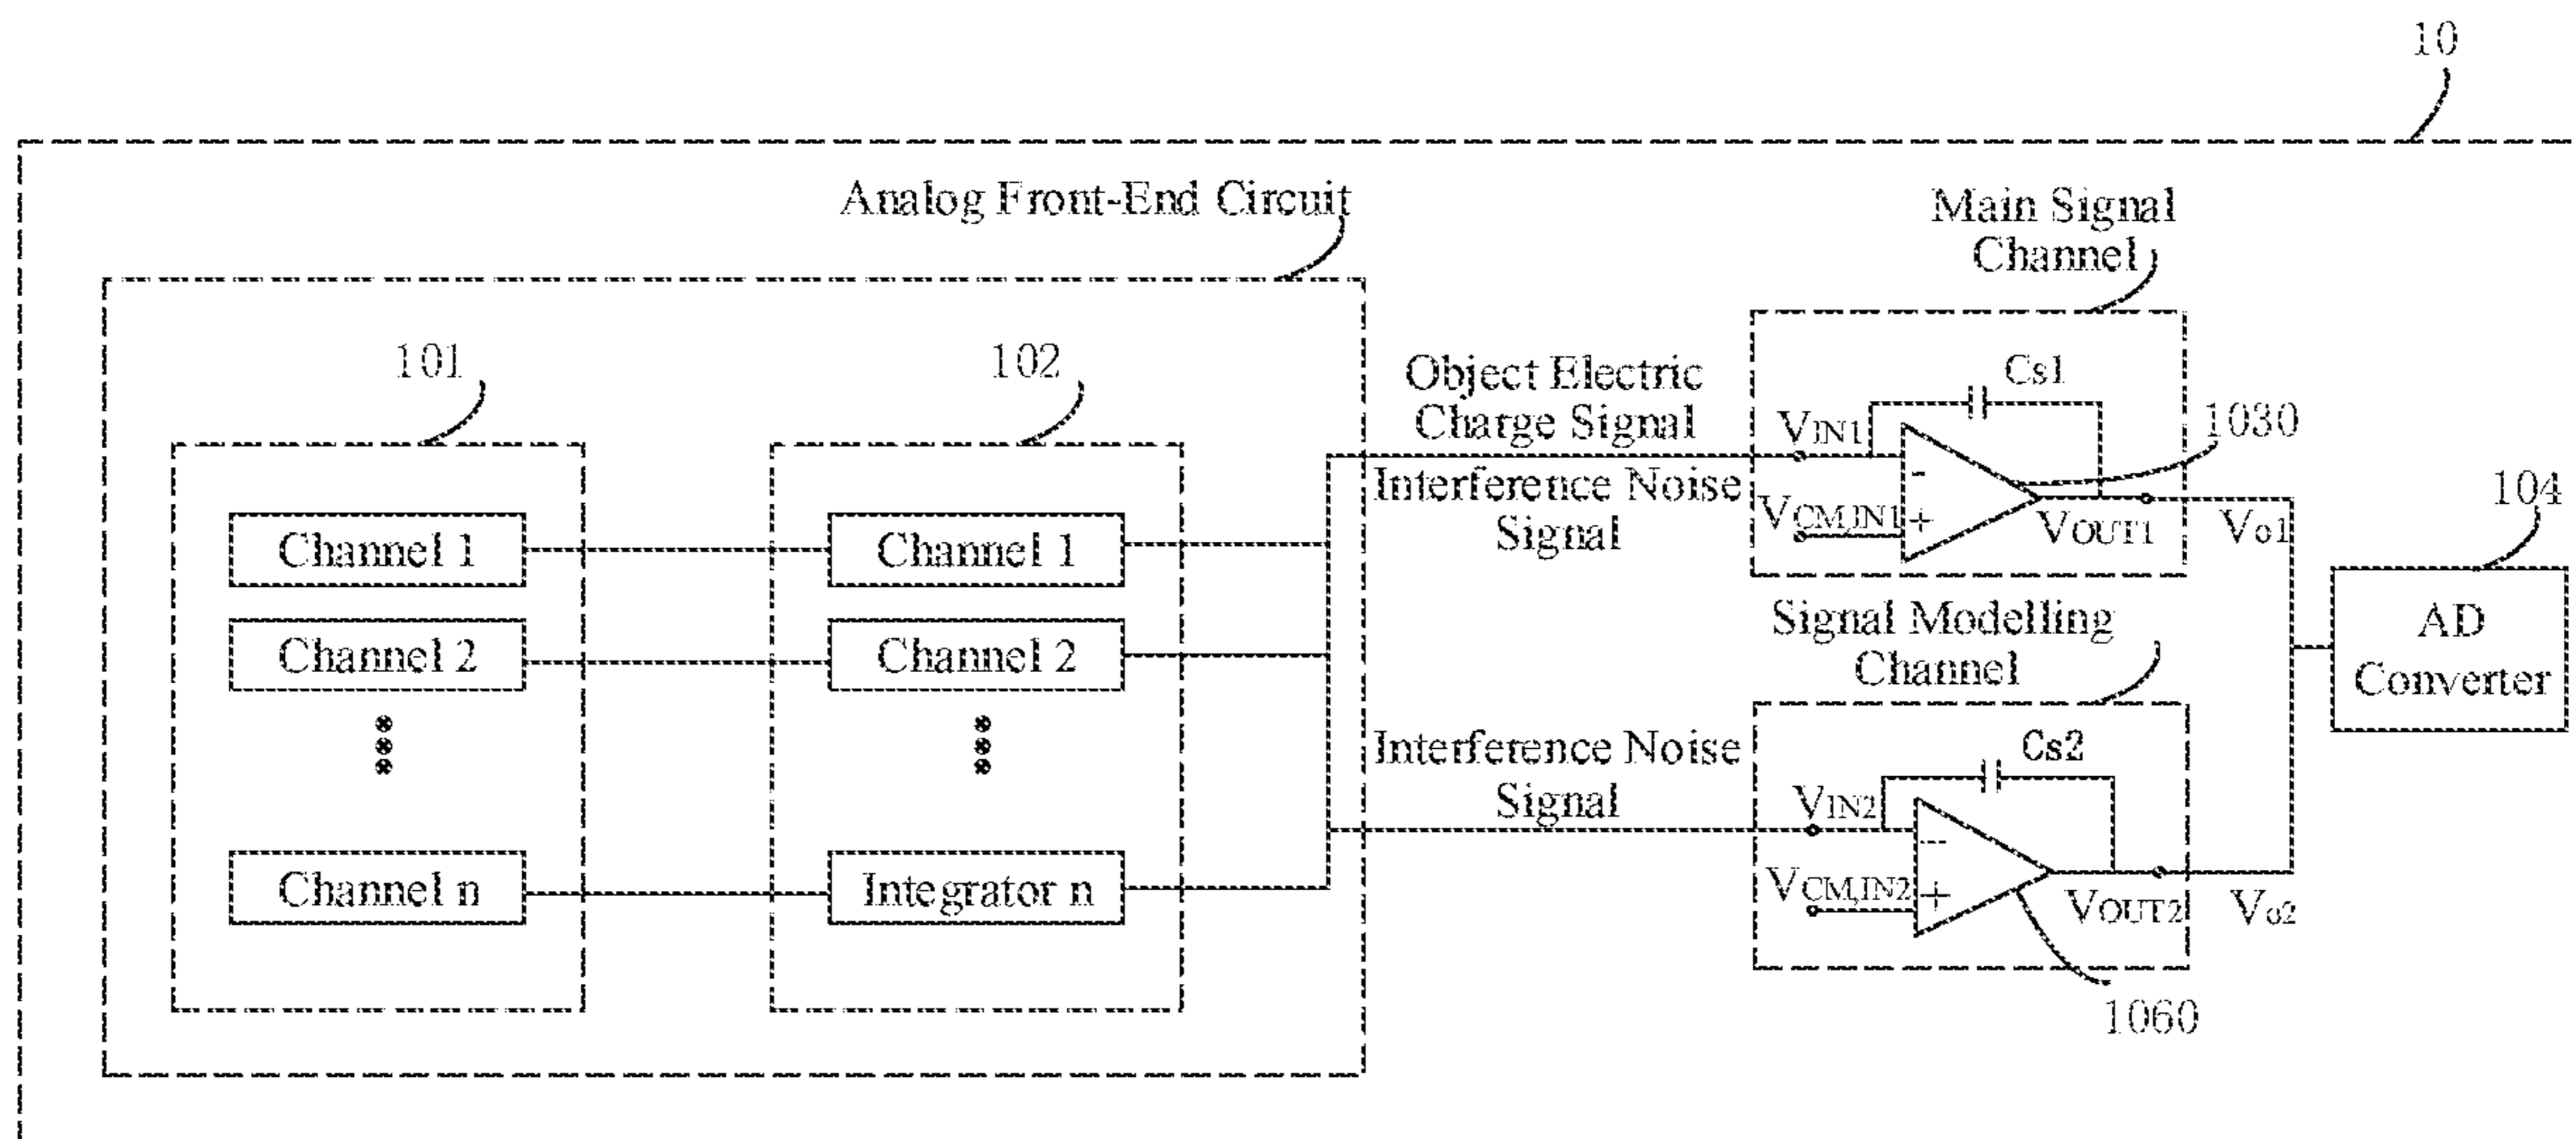 10
Analog Front-End Circuit
Main Signal
Channel
101
102
Object Electric
Charge Signal
Interference Noise
Signal
Cs1
VIN1
1030
-
VCM,IN1
+
VOUT1
Vo1
104
Channel 1
Channel 1
Channel 2
Channel 2
AD
Converter
Signal Modelling
Channel
Interference Noise
Signal
Cs2
VIN2
--
VCM,IN2
+
VOUT2
Vo2
Channel n
Integrator n
1060